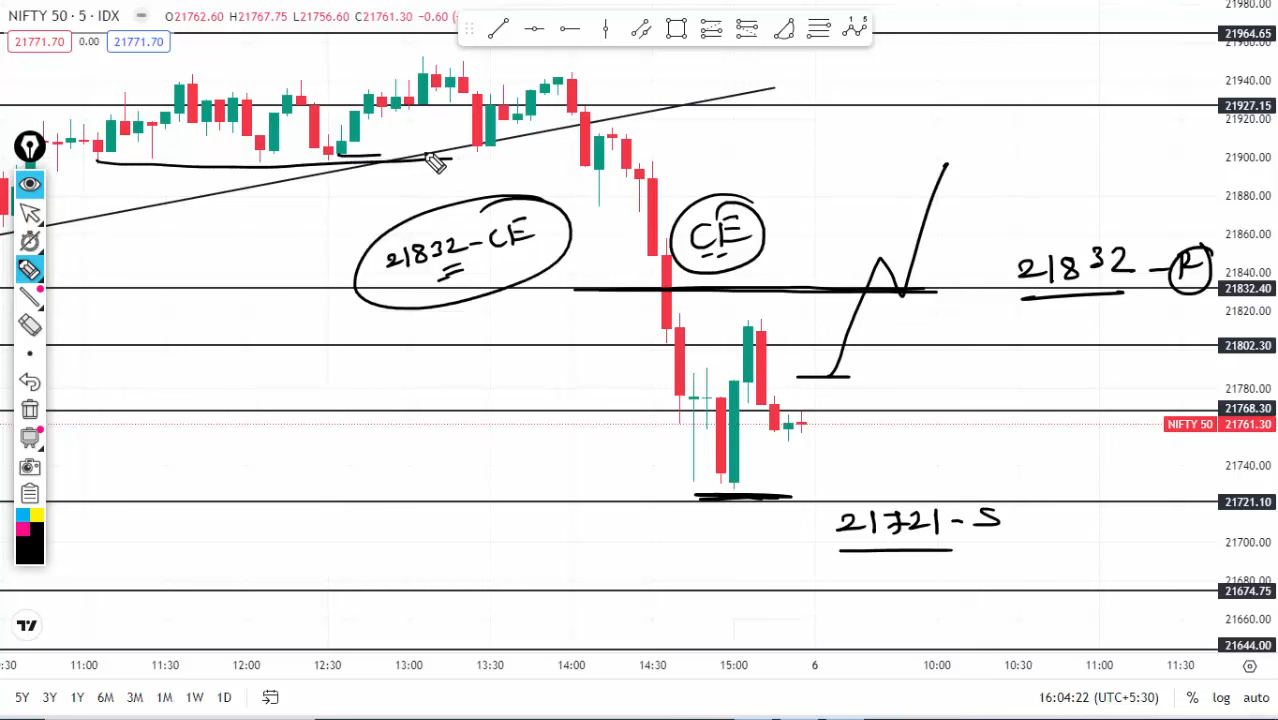 NIFTY 50 · 5 · IDX O21762.60 H21767.75 L21756.60 C21761.30 -0.60
21771.70 0.00 21771.70
21980.00
21964.65
21960.00
21940.00
21927.15
21920.00
21900.00
21880.00
21860.00
21840.00
21832.40
21820.00
21802.30
21780.00
21768.30
NIFTY 50 21761.30
21740.00
21721.10
21700.00
21680.00
21674.75
21660.00
21644.00
21832-CE
CE
21832 - R
21721 - S
:30 11:00 11:30 12:00 12:30 13:00 13:30 14:00 14:30 15:00 6 10:00 10:30 11:00 11:30
5Y 3Y 1Y 6M 3M 1M 1W 1D 16:04:22 (UTC+5:30) % log auto